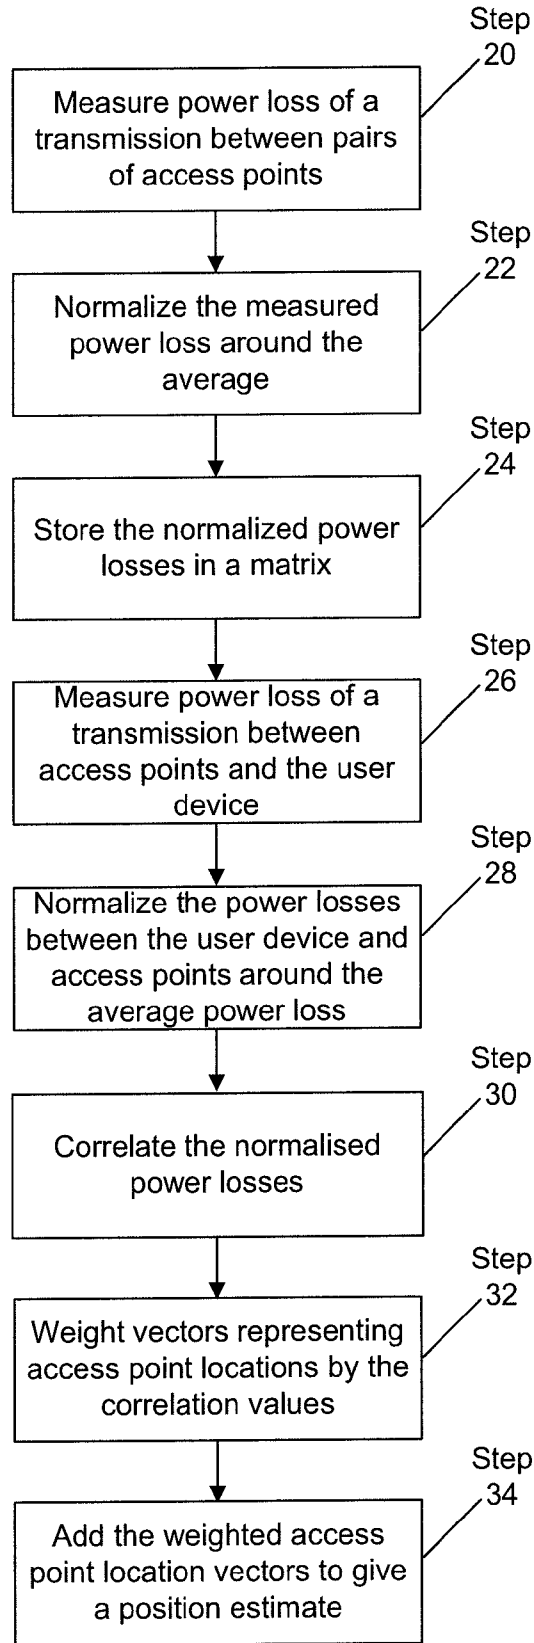 Step
20
Measure power loss of a
transmission between pairs
of access points
Step
22
Normalize the measured
power loss around the
average
Step
24
Store the normalized power
losses in a matrix
Step
26
Measure power loss of a
transmission between
access points and the user
device
Step
28
Normalize the power losses
between the user device and
access points around the
average power loss
Step
30
Correlate the normalised
power losses
Step
32
Weight vectors representing
access point locations by the
correlation values
Step
34
Add the weighted access
point location vectors to give
a position estimate